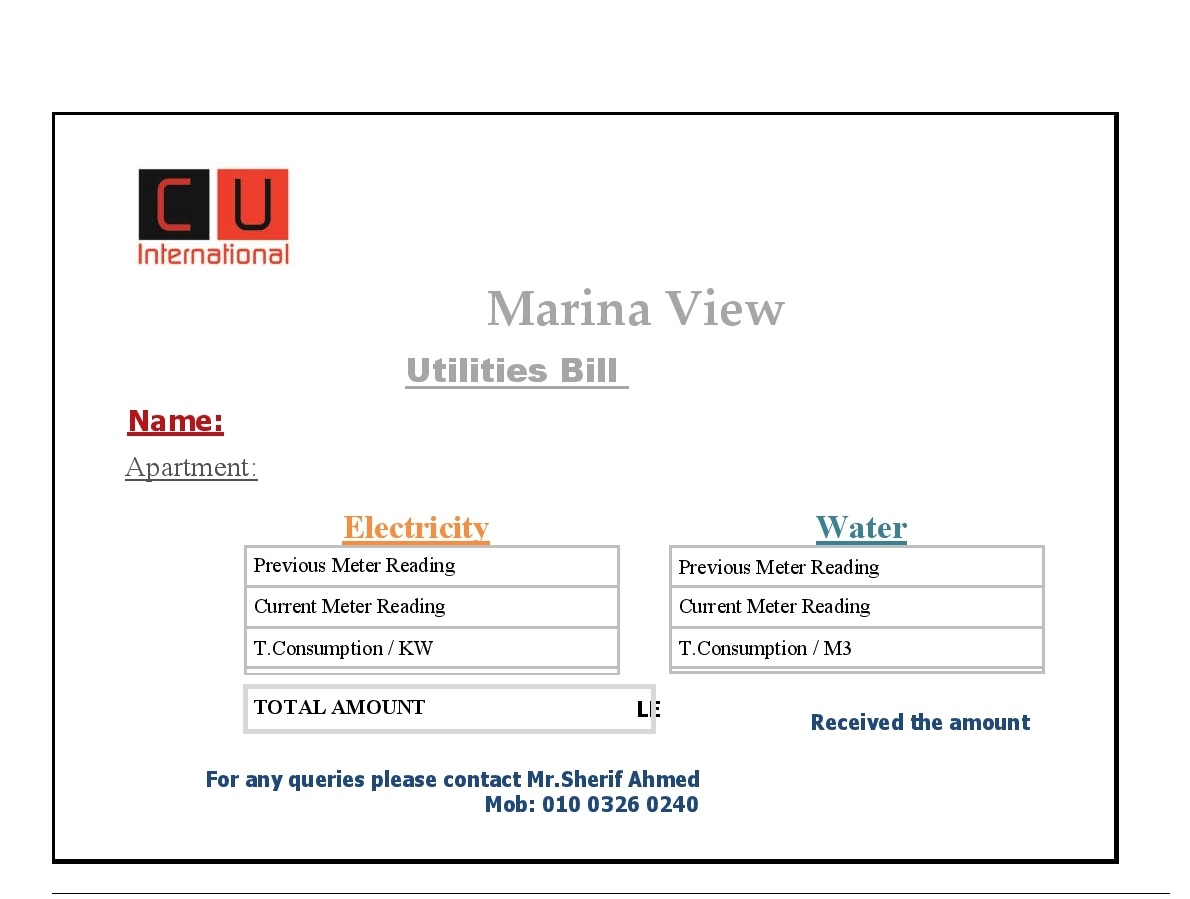 C U
International
Marina View
Utilities Bill
Name:
Apartment:
Electricity
Previous Meter Reading
Current Meter Reading
T.Consumption / KW
Water
Previous Meter Reading
Current Meter Reading
T.Consumption / M3
TOTAL AMOUNT LE
Received the amount
For any queries please contact Mr.Sherif Ahmed
Mob: 010 0326 0240